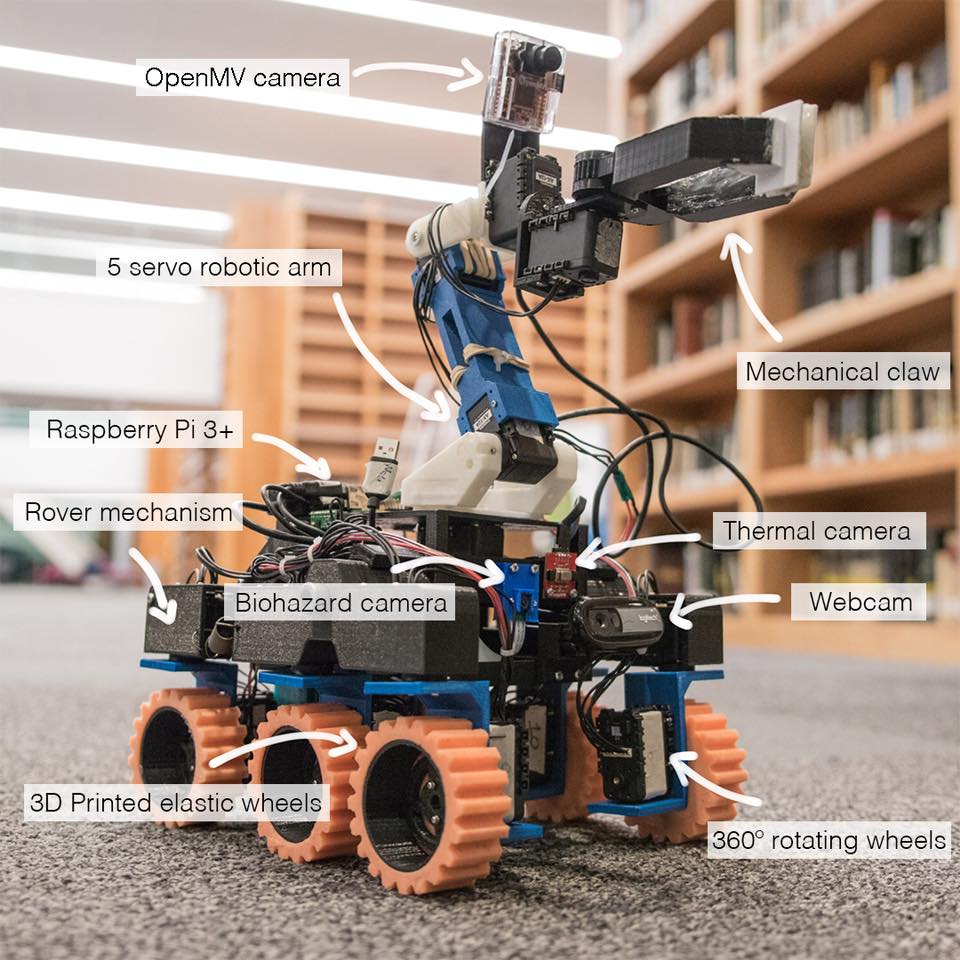 OpenMV camera
5 servo robotic arm
Mechanical claw
Raspberry Pi 3+
Rover mechanism
Thermal camera
Biohazard camera
Webcam
logitech
3D Printed elastic wheels
360° rotating wheels